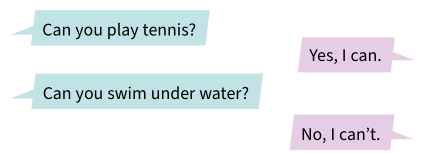 Can you play tennis?
Yes, I can.
Can you swim under water?
No, I can’t.